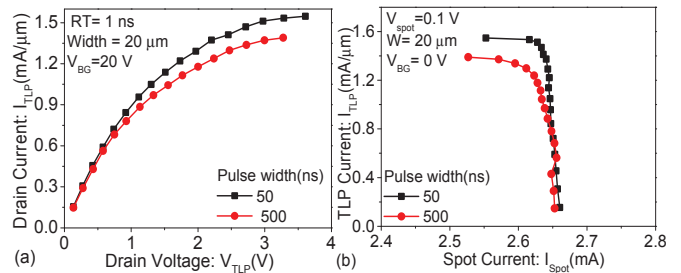 RT= 1 ns
Width = 20 μm
V_BG=20 V
Pulse width(ns)
50
500
Drain Current: I_TLP(mA/μm)
0.0
0.3
0.6
0.9
1.2
1.5
0 1 2 3 4
Drain Voltage: V_TLP(V)
(a)
V_spot=0.1 V
W= 20 μm
V_BG= 0 V
Pulse width(ns)
50
500
TLP Current: I_TLP(mA/μm)
0.0
0.4
0.8
1.2
1.6
2.4 2.5 2.6 2.7 2.8
Spot Current: I_Spot(mA)
(b)